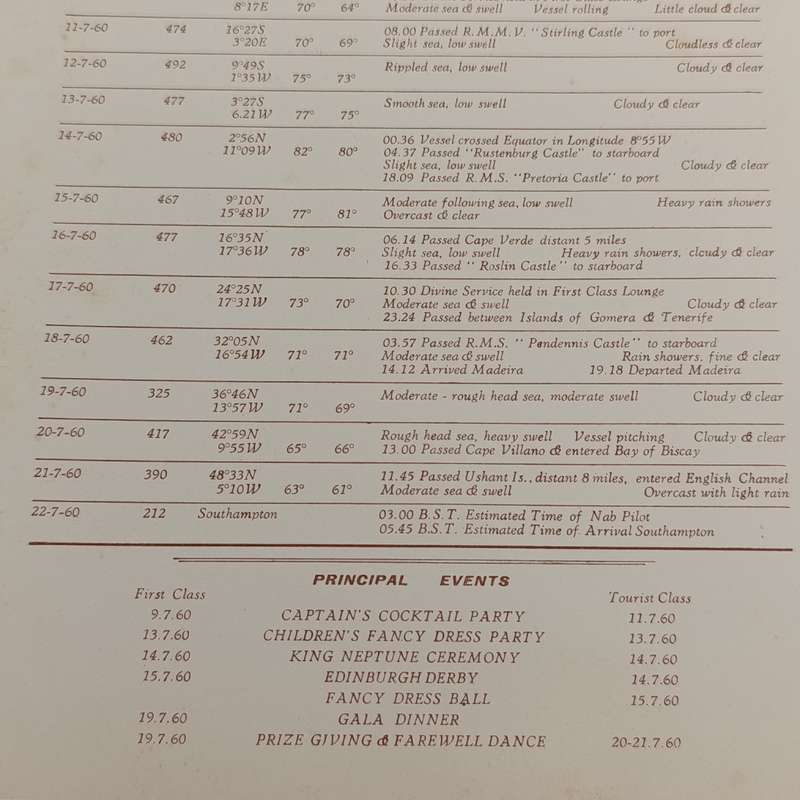 8°17E 70° 64° Moderate sea & swell Vessel rolling Little cloud & clear
11-7-60 474 16°27S 08.00 Passed R.M.M.V. "Stirling Castle" to port
3°20E 70° 69° Slight sea, low swell Cloudless & clear
12-7-60 492 9°49S Rippled sea, low swell Cloudy & clear
1°35W 75° 73°
13-7-60 477 3°27S Smooth sea, low swell Cloudy & clear
6.21W 77° 75°
14-7-60 480 2°56N 00.36 Vessel crossed Equator in Longitude 8°55W
11°09W 82° 80° 04.37 Passed "Rustenburg Castle" to starboard
Slight sea, low swell Cloudy & clear
18.09 Passed R.M.S. "Pretoria Castle" to port
15-7-60 467 9°10N Moderate following sea, low swell Heavy rain showers
15°48W 77° 81° Overcast & clear
16-7-60 477 16°35N 06.14 Passed Cape Verde distant 5 miles
17°36W 78° 78° Slight sea, low swell Heavy rain showers, cloudy & clear
16.33 Passed "Roslin Castle" to starboard
17-7-60 470 24°25N 10.30 Divine Service held in First Class Lounge
17°31W 73° 70° Moderate sea & swell Cloudy & clear
23.24 Passed between Islands of Gomera & Tenerife
18-7-60 462 32°05N 03.57 Passed R.M.S. "Pendennis Castle" to starboard
16°54W 71° 71° Moderate sea & swell Rain showers, fine & clear
14.12 Arrived Madeira 19.18 Departed Madeira
19-7-60 325 36°46N Moderate - rough head sea, moderate swell Cloudy & clear
13°57W 71° 69°
20-7-60 417 42°59N Rough head sea, heavy swell Vessel pitching Cloudy & clear
9°55W 65° 66° 13.00 Passed Cape Villano & entered Bay of Biscay
21-7-60 390 48°33N 11.45 Passed Ushant Is., distant 8 miles, entered English Channel
5°10W 63° 61° Moderate sea & swell Overcast with light rain
22-7-60 212 Southampton 03.00 B.S.T. Estimated Time of Nab Pilot
05.45 B.S.T. Estimated Time of Arrival Southampton
PRINCIPAL EVENTS
First Class Tourist Class
9.7.60 CAPTAIN'S COCKTAIL PARTY 11.7.60
13.7.60 CHILDREN'S FANCY DRESS PARTY 13.7.60
14.7.60 KING NEPTUNE CEREMONY 14.7.60
15.7.60 EDINBURGH DERBY 14.7.60
FANCY DRESS BALL 15.7.60
19.7.60 GALA DINNER
19.7.60 PRIZE GIVING & FAREWELL DANCE 20-21.7.60